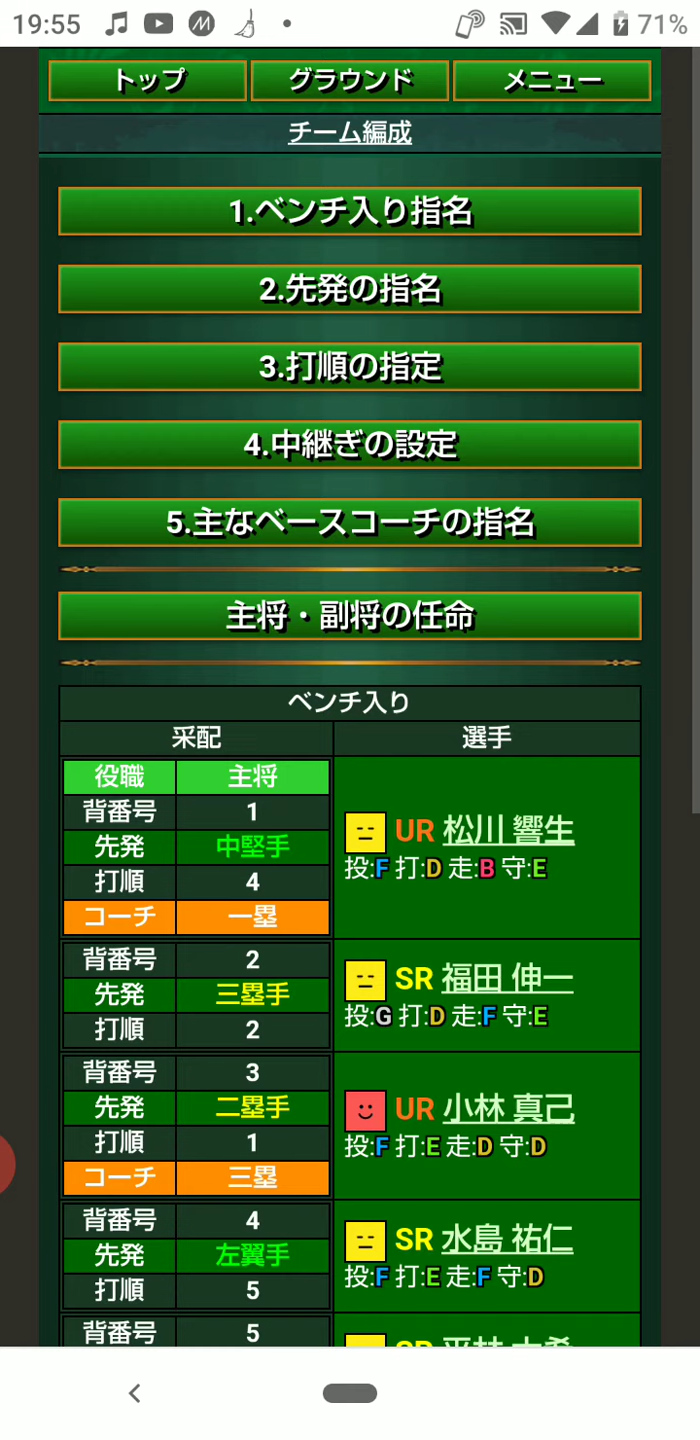 19:55 71%
トップ グラウンド メニュー
チーム編成
1.ベンチ入り指名
2.先発の指名
3.打順の指定
4.中継ぎの設定
5.主なベースコーチの指名
主将・副将の任命
ベンチ入り
采配 選手
役職 主将
背番号 1
先発 中堅手
打順 4
コーチ 一塁
UR 松川 響生
投:F 打:D 走:B 守:E
背番号 2
先発 三塁手
打順 2
SR 福田 伸一
投:G 打:D 走:F 守:E
背番号 3
先発 二塁手
打順 1
コーチ 三塁
UR 小林 真己
投:F 打:E 走:D 守:D
背番号 4
先発 左翼手
打順 5
SR 水島 祐仁
投:F 打:E 走:F 守:D
背番号 5